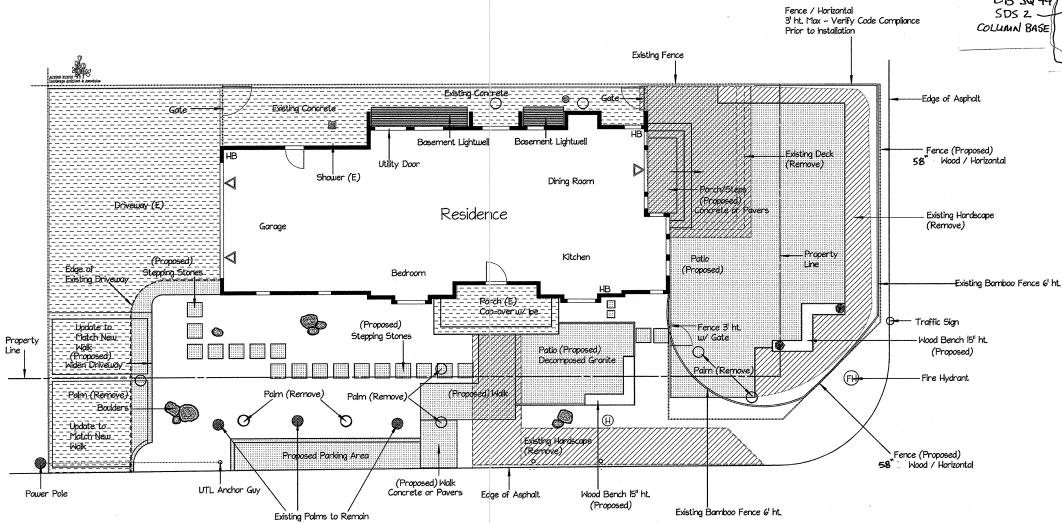 Fence / Horizontal
3' ht. Max - Verify Code Compliance
Prior to Installation
SDS 2
COLUMN BASE
Existing Fence
Gate
Existing Concrete
Existing Concrete
Gate
Edge of Asphalt
HB
Basement Lightwell
Basement Lightwell
HB
Utility Door
Shower (E)
Existing Deck
(Remove)
Fence (Proposed)
58" Wood / Horizontal
Dining Room
Porch/Steps
(Proposed)
Concrete or Pavers
Driveway (E)
Residence
Existing Hardscape
(Remove)
Garage
Kitchen
Patio
(Proposed)
Property
Line
(Proposed)
Stepping Stones
Edge of
Existing Driveway
Bedroom
HB
Existing Bamboo Fence 6' ht.
Porch (E)
Cap-over w/ Ipe
Update to
Match New
Walk
(Proposed)
Widen Driveway
(Proposed)
Stepping Stones
Fence 3' ht.
w/ Gate
Traffic Sign
Property
Line
Patio (Proposed)
Decomposed Granite
Wood Bench 15" ht.
(Proposed)
Palm (Remove)
Fire Hydrant
FH
Palm (Remove)
Boulders
Palm (Remove)
Palm (Remove)
(Proposed) Walk
Update to
Match New
Walk
H
Existing Hardscape
(Remove)
Proposed Parking Area
Fence (Proposed)
58" Wood / Horizontal
Power Pole
UTL Anchor Guy
(Proposed) Walk
Concrete or Pavers
Edge of Asphalt
Wood Bench 15" ht.
(Proposed)
Existing Palms to Remain
Existing Bamboo Fence 6' ht.